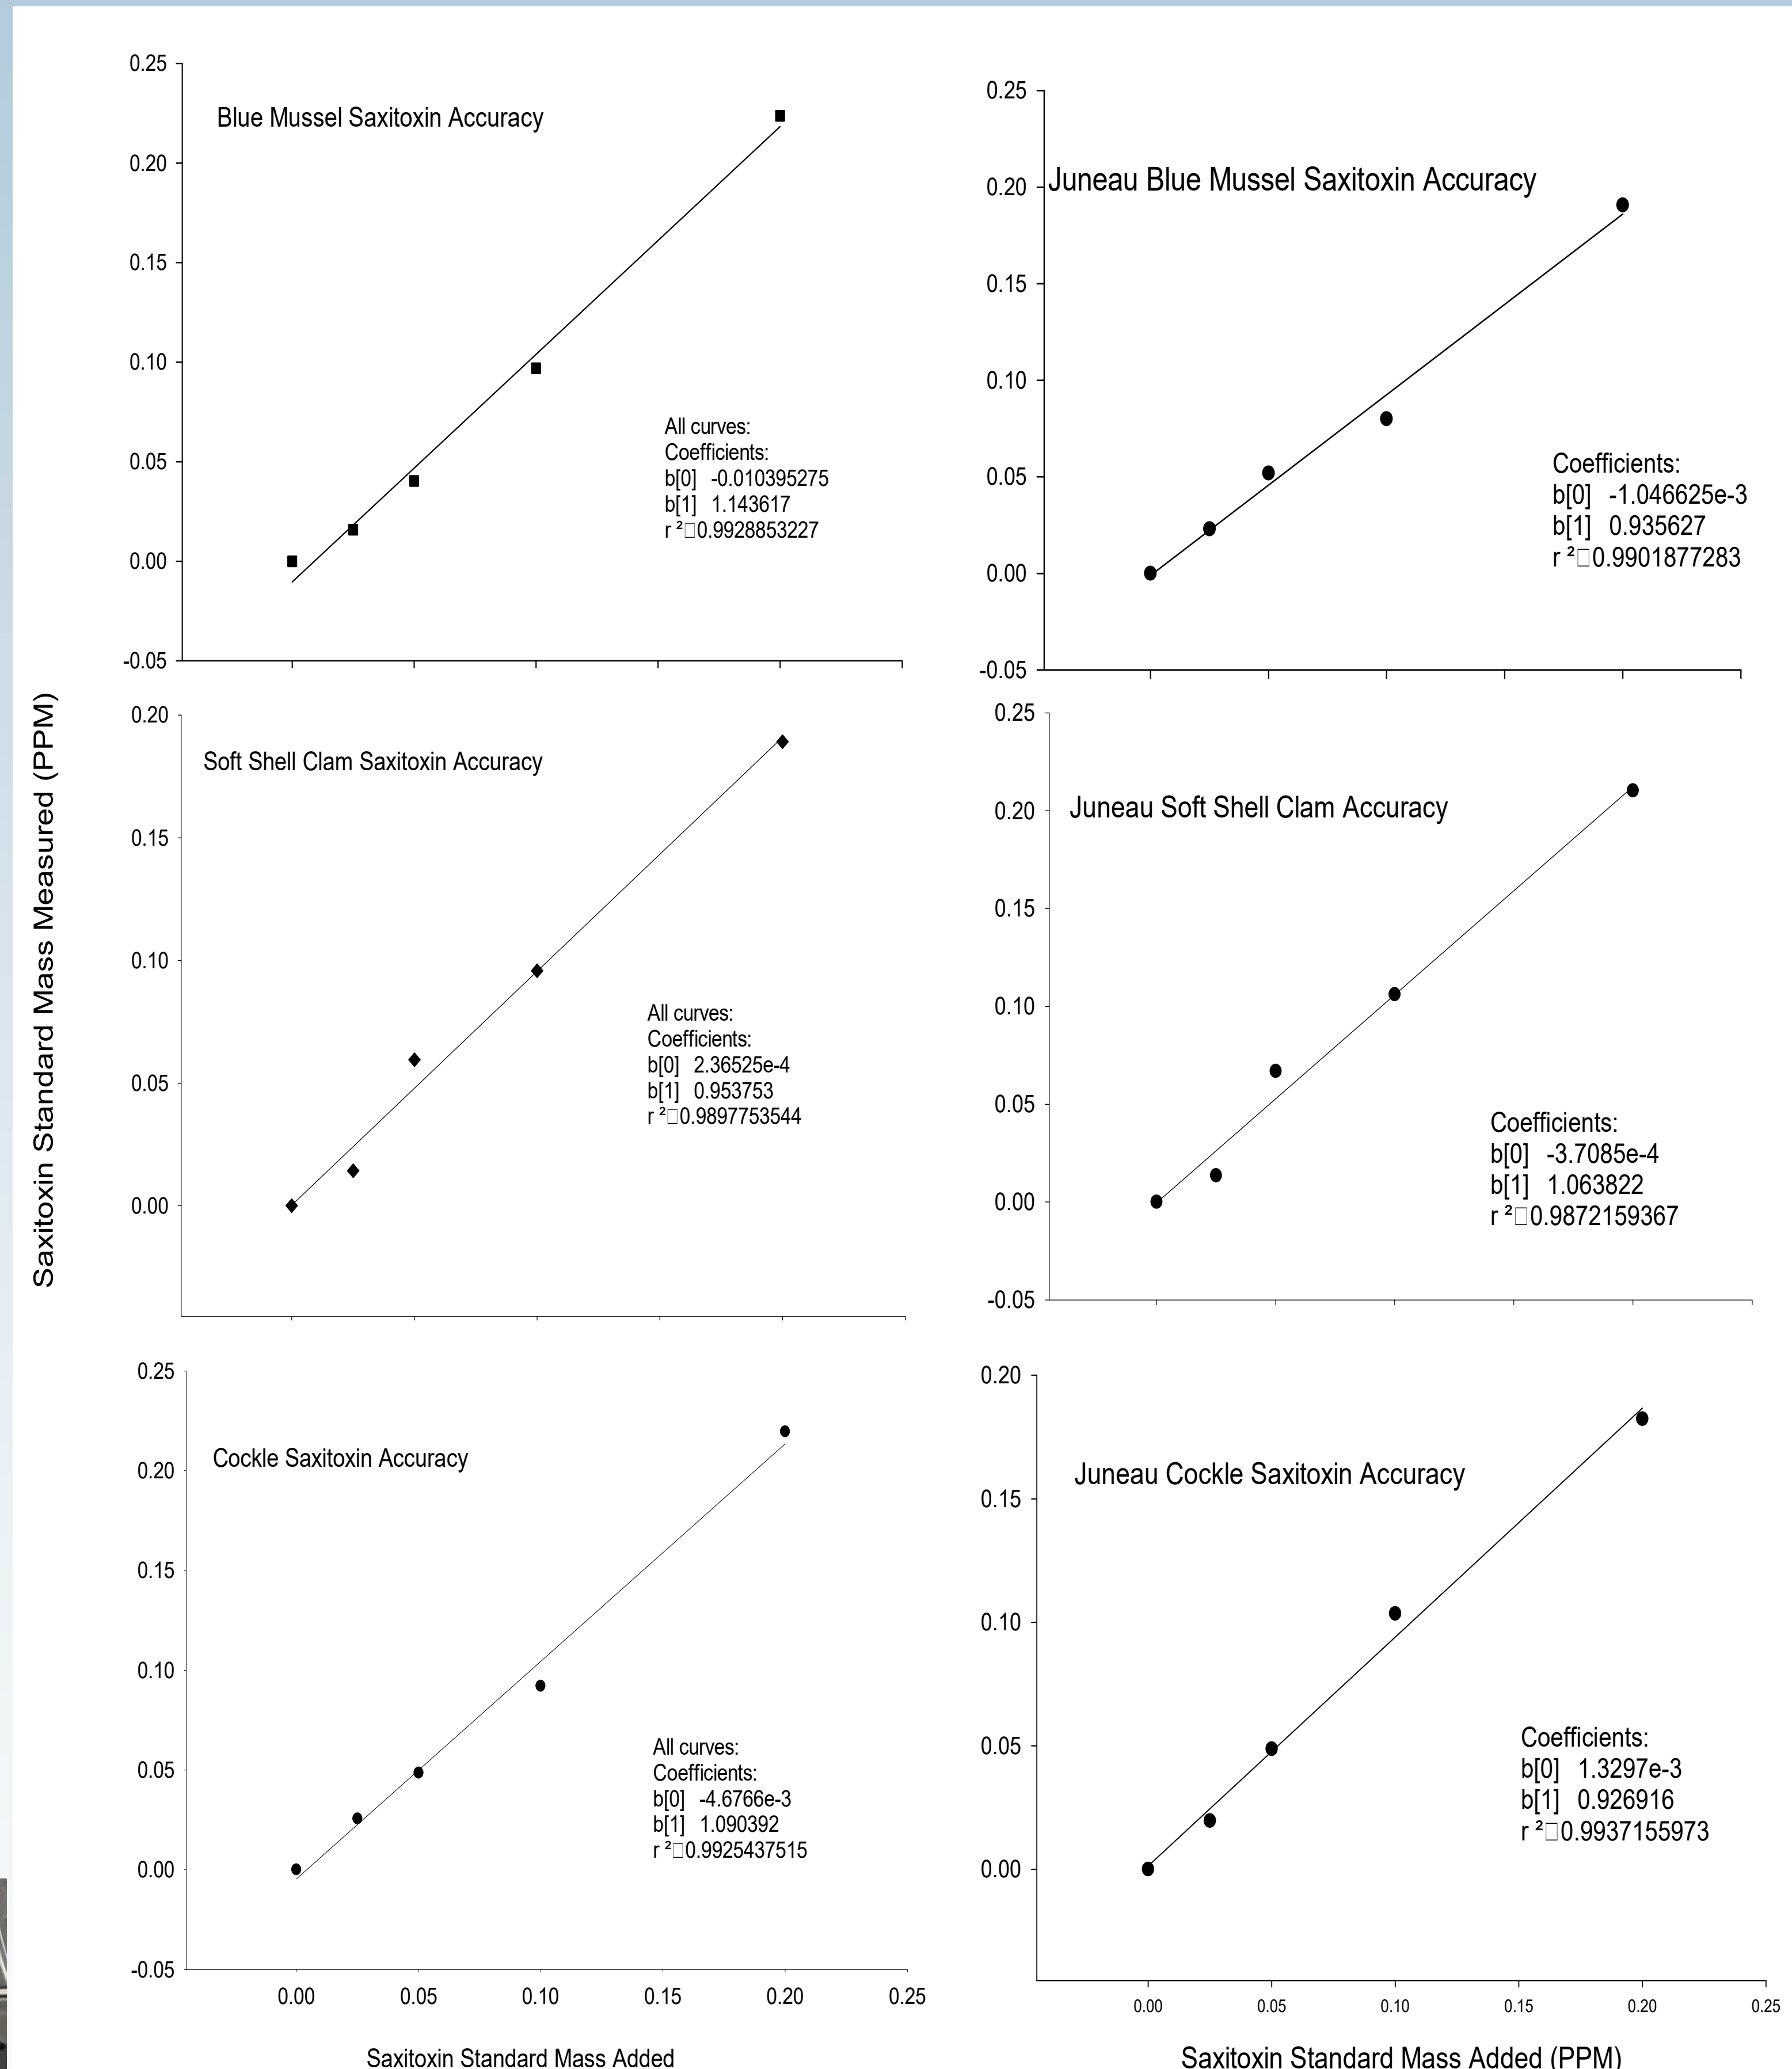 Saxitoxin Standard Mass Measured (PPM)
Blue Mussel Saxitoxin Accuracy
0.25
0.20
0.15
0.10
0.05
0.00
-0.05
All curves:
Coefficients:
b[0] -0.010395275
b[1] 1.143617
r ²□0.9928853227
Juneau Blue Mussel Saxitoxin Accuracy
0.25
0.20
0.15
0.10
0.05
0.00
-0.05
Coefficients:
b[0] -1.046625e-3
b[1] 0.935627
r ²□0.9901877283
Soft Shell Clam Saxitoxin Accuracy
0.20
0.15
0.10
0.05
0.00
All curves:
Coefficients:
b[0] 2.36525e-4
b[1] 0.953753
r ²□0.9897753544
Juneau Soft Shell Clam Accuracy
0.25
0.20
0.15
0.10
0.05
0.00
-0.05
Coefficients:
b[0] -3.7085e-4
b[1] 1.063822
r ²□0.9872159367
Cockle Saxitoxin Accuracy
0.25
0.20
0.15
0.10
0.05
0.00
-0.05
All curves:
Coefficients:
b[0] -4.6766e-3
b[1] 1.090392
r ²□0.9925437515
0.00 0.05 0.10 0.15 0.20 0.25
Saxitoxin Standard Mass Added
Juneau Cockle Saxitoxin Accuracy
0.20
0.15
0.10
0.05
0.00
Coefficients:
b[0] 1.3297e-3
b[1] 0.926916
r ²□0.9937155973
0.00 0.05 0.10 0.15 0.20 0.25
Saxitoxin Standard Mass Added (PPM)